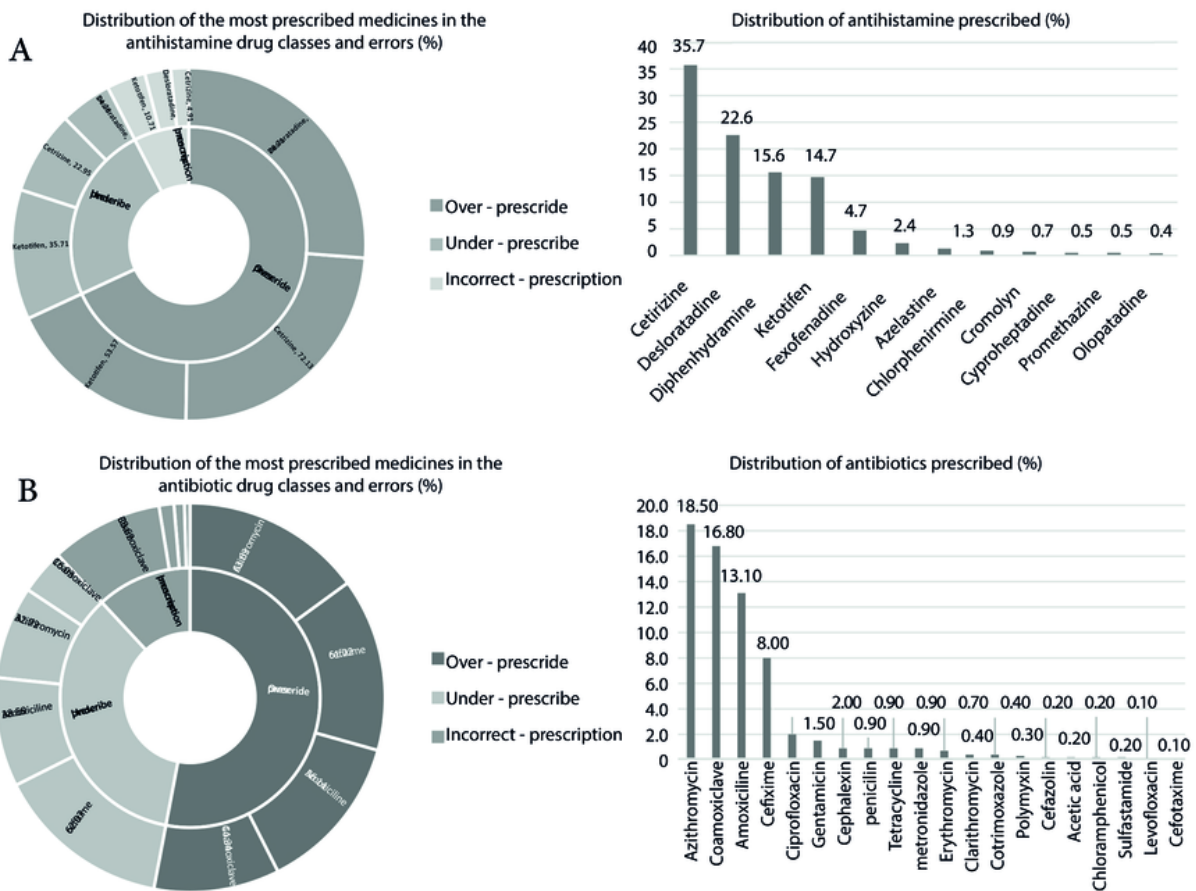 A
Distribution of the most prescribed medicines in the
antihistamine drug classes and errors (%)
Cetrizine, 4.91
Desloratadine,
Ketotifen, 10.71
Cetrizine, 22.95
Ketotifen, 35.71
Ketotifen, 53.57
Cetrizine, 72.13
Over - prescride
Under - prescribe
Incorrect - prescription
Distribution of antihistamine prescribed (%)
40
35
30
25
20
15
10
5
0
35.7
22.6
15.6
14.7
4.7
2.4
1.3
0.9
0.7
0.5
0.5
0.4
Cetirizine
Desloratadine
Diphenhydramine
Ketotifen
Fexofenadine
Hydroxyzine
Azelastine
Chlorphenirmine
Cromolyn
Cyproheptadine
Promethazine
Olopatadine
B
Distribution of the most prescribed medicines in the
antibiotic drug classes and errors (%)
Over - prescride
Under - prescribe
Incorrect - prescription
Distribution of antibiotics prescribed (%)
20.0
18.0
16.0
14.0
12.0
10.0
8.0
6.0
4.0
2.0
0
18.50
16.80
13.10
8.00
2.00
1.50
0.90
0.90
0.90
0.90
0.70
0.40
0.40
0.30
0.20
0.20
0.20
0.20
0.10
0.10
Azithromycin
Coamoxiclave
Amoxiciline
Cefixime
Ciprofloxacin
Gentamicin
Cephalexin
penicilin
Tetracycline
metronidazole
Erythromycin
Clarithromycin
Cotrimoxazole
Polymyxin
Cefazolin
Acetic acid
Chloramphenicol
Sulfastamide
Levofloxacin
Cefotaxime